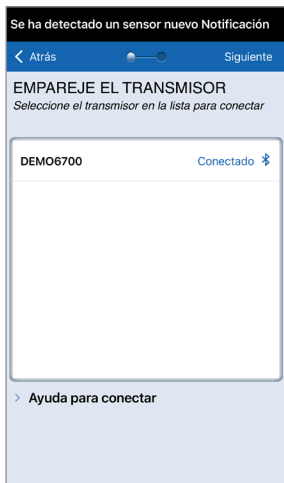 Se ha detectado un sensor nuevo Notificación
Atrás
Siguiente
EMPAREJE EL TRANSMISOR
Seleccione el transmisor en la lista para conectar
DEMO6700 Conectado
Ayuda para conectar